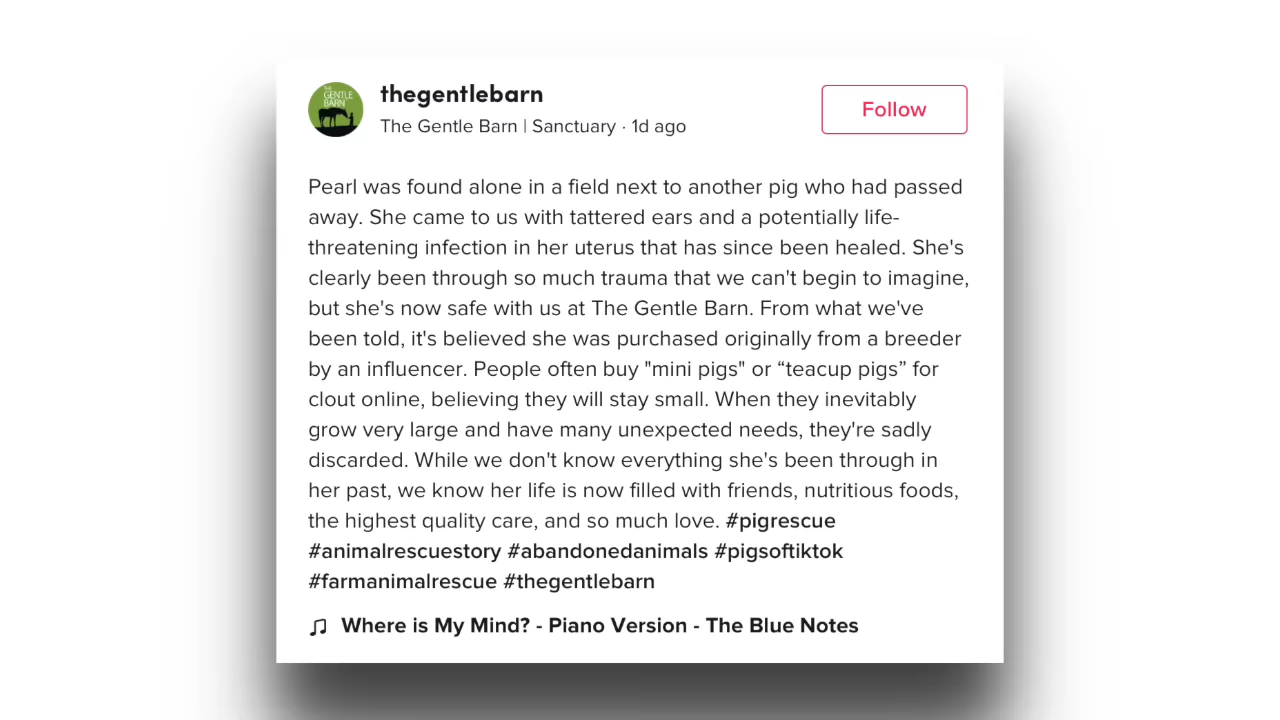 THE
GENTLE
BARN
thegentlebarn
The Gentle Barn | Sanctuary · 1d ago
Follow
Pearl was found alone in a field next to another pig who had passed
away. She came to us with tattered ears and a potentially life-
threatening infection in her uterus that has since been healed. She's
clearly been through so much trauma that we can't begin to imagine,
but she's now safe with us at The Gentle Barn. From what we've
been told, it's believed she was purchased originally from a breeder
by an influencer. People often buy "mini pigs" or “teacup pigs” for
clout online, believing they will stay small. When they inevitably
grow very large and have many unexpected needs, they're sadly
discarded. While we don't know everything she's been through in
her past, we know her life is now filled with friends, nutritious foods,
the highest quality care, and so much love. #pigrescue
#animalrescuestory #abandonedanimals #pigsoftiktok
#farmanimalrescue #thegentlebarn
Where is My Mind? - Piano Version - The Blue Notes